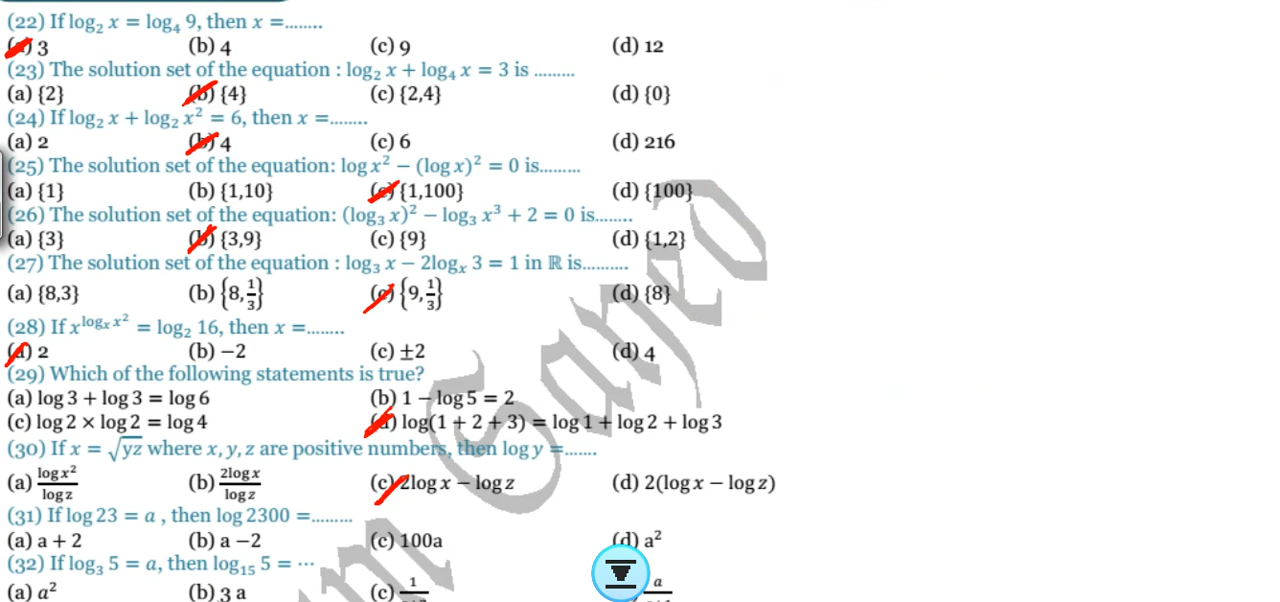 (22) If log₂ x = log₄ 9, then x =........
(a) 3 (b) 4 (c) 9 (d) 12
(23) The solution set of the equation : log₂ x + log₄ x = 3 is .........
(a) {2} (b) {4} (c) {2,4} (d) {0}
(24) If log₂ x + log₂ x² = 6, then x =........
(a) 2 (b) 4 (c) 6 (d) 216
(25) The solution set of the equation: log x² − (log x)² = 0 is.........
(a) {1} (b) {1,10} (c) {1,100} (d) {100}
(26) The solution set of the equation: (log₃ x)² − log₃ x³ + 2 = 0 is........
(a) {3} (b) {3,9} (c) {9} (d) {1,2}
(27) The solution set of the equation : log₃ x − 2logₓ 3 = 1 in ℝ is..........
(a) {8,3} (b) {8,1/3} (c) {9,1/3} (d) {8}
(28) If x^(logₓ x²) = log₂ 16, then x =........
(a) 2 (b) −2 (c) ±2 (d) 4
(29) Which of the following statements is true?
(a) log 3 + log 3 = log 6 (b) 1 − log 5 = 2
(c) log 2 × log 2 = log 4 (d) log(1 + 2 + 3) = log 1 + log 2 + log 3
(30) If x = √yz where x, y, z are positive numbers, then log y =.......
(a) log x²/log z (b) 2log x/log z (c) 2log x − log z (d) 2(log x − log z)
(31) If log 23 = a , then log 2300 =.........
(a) a + 2 (b) a −2 (c) 100a (d) a²
(32) If log₃ 5 = a, then log₁₅ 5 = ⋯
(a) a² (b) 3 a (c) 1 a